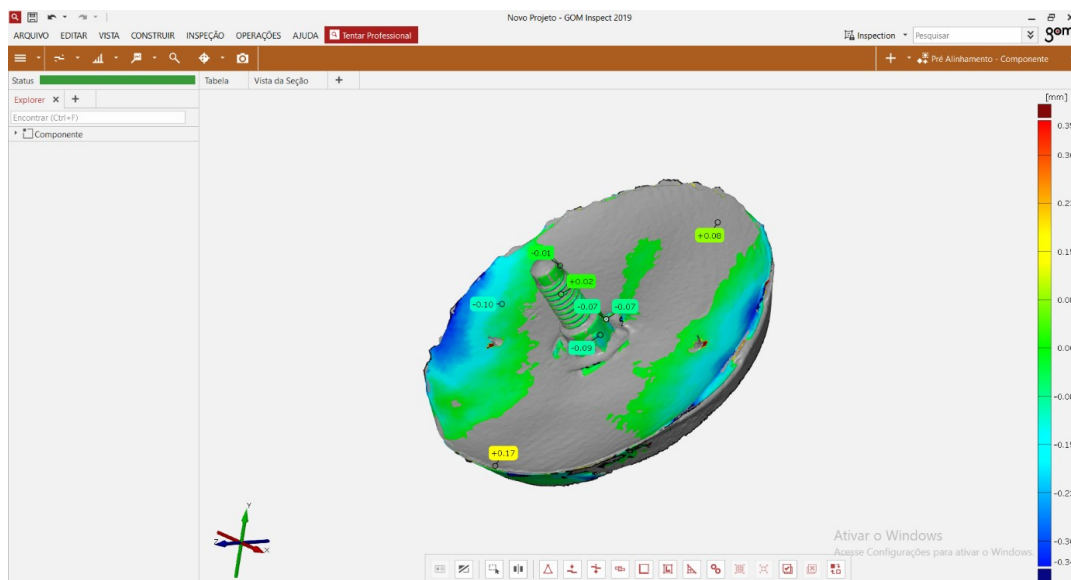 Novo Projeto - GOM Inspect 2019
ARQUIVO EDITAR VISTA CONSTRUIR INSPEÇÃO OPERAÇÕES AJUDA Tentar Professional
Inspection Pesquisar
gom
Pré Alinhamento - Componente
Status Tabela Vista da Seção +
Explorer X +
Encontrar (Ctrl+F)
Componente
[mm]
0.30
+0.08
-0.01
+0.02
-0.10
-0.07 -0.07
-0.09
+0.17
Y
Z X
Ativar o Windows
Acesse Configurações para ativar o Windows.